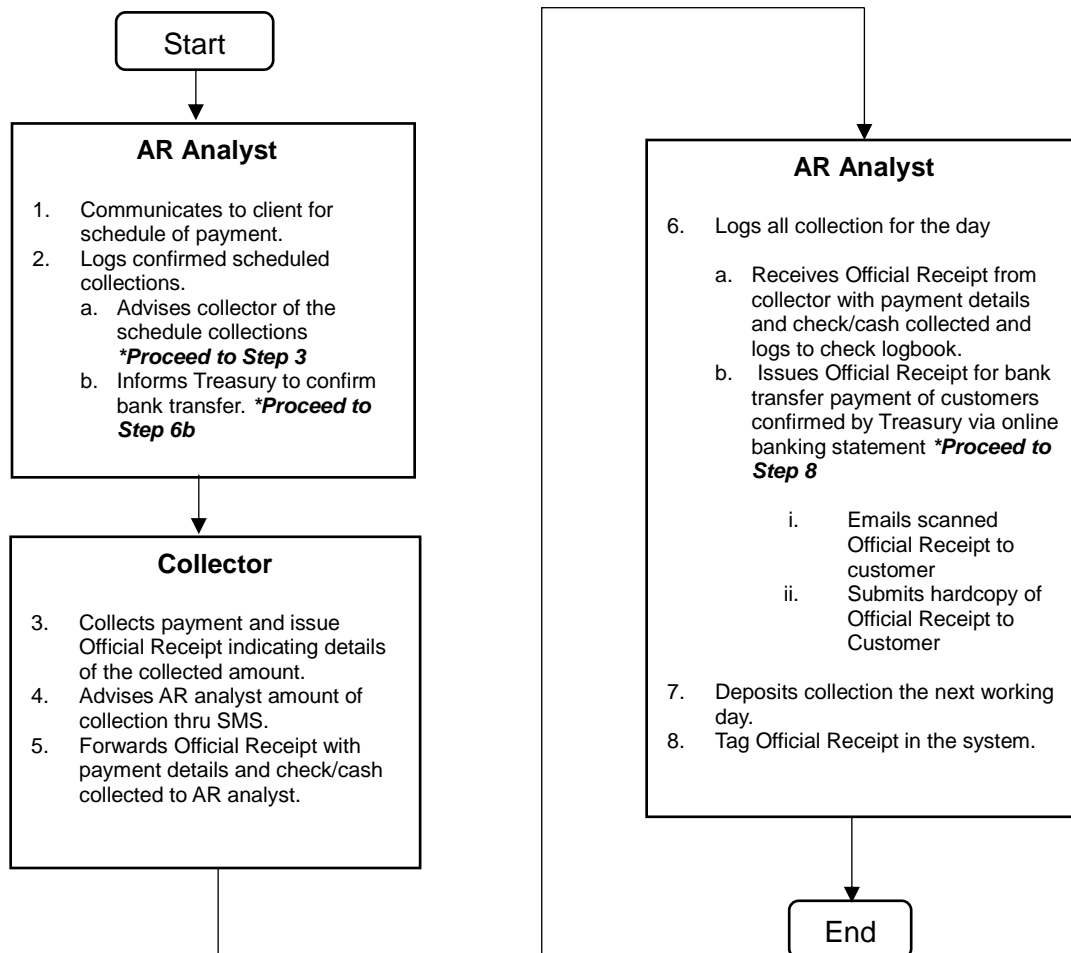 Start
AR Analyst
1. Communicates to client for
schedule of payment.
2. Logs confirmed scheduled
collections.
a. Advises collector of the
schedule collections
*Proceed to Step 3
b. Informs Treasury to confirm
bank transfer. *Proceed to
Step 6b
Collector
3. Collects payment and issue
Official Receipt indicating details
of the collected amount.
4. Advises AR analyst amount of
collection thru SMS.
5. Forwards Official Receipt with
payment details and check/cash
collected to AR analyst.
AR Analyst
6. Logs all collection for the day
a. Receives Official Receipt from
collector with payment details
and check/cash collected and
logs to check logbook.
b. Issues Official Receipt for bank
transfer payment of customers
confirmed by Treasury via online
banking statement *Proceed to
Step 8
i. Emails scanned
Official Receipt to
customer
ii. Submits hardcopy of
Official Receipt to
Customer
7. Deposits collection the next working
day.
8. Tag Official Receipt in the system.
End